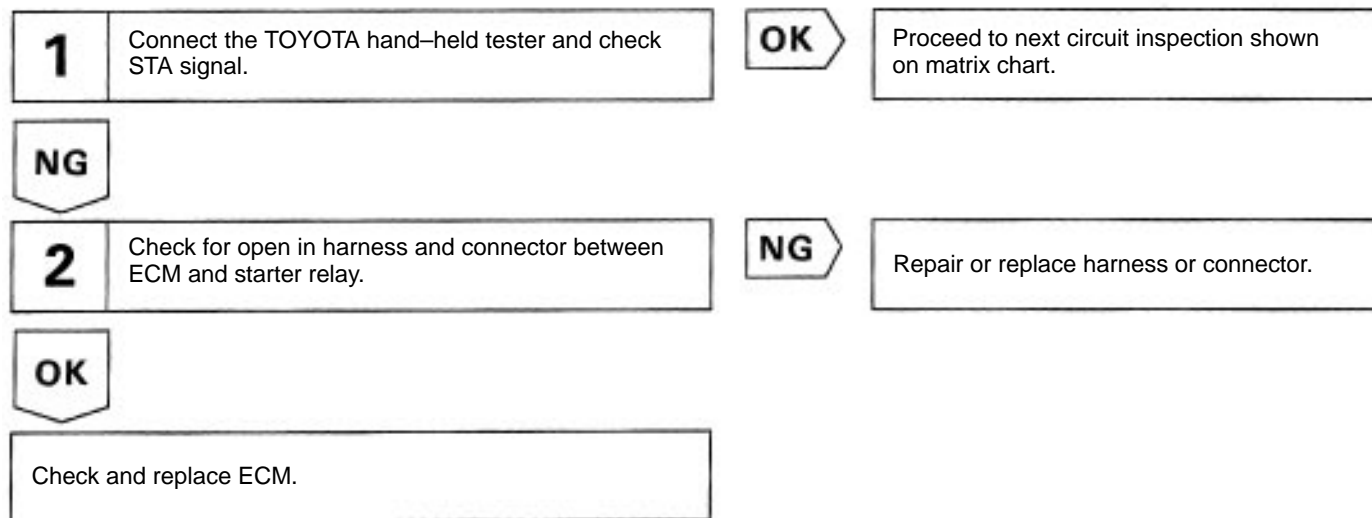 1
Connect the TOYOTA hand–held tester and check
STA signal.
OK
Proceed to next circuit inspection shown
on matrix chart.
NG
2
Check for open in harness and connector between
ECM and starter relay.
NG
Repair or replace harness or connector.
OK
Check and replace ECM.